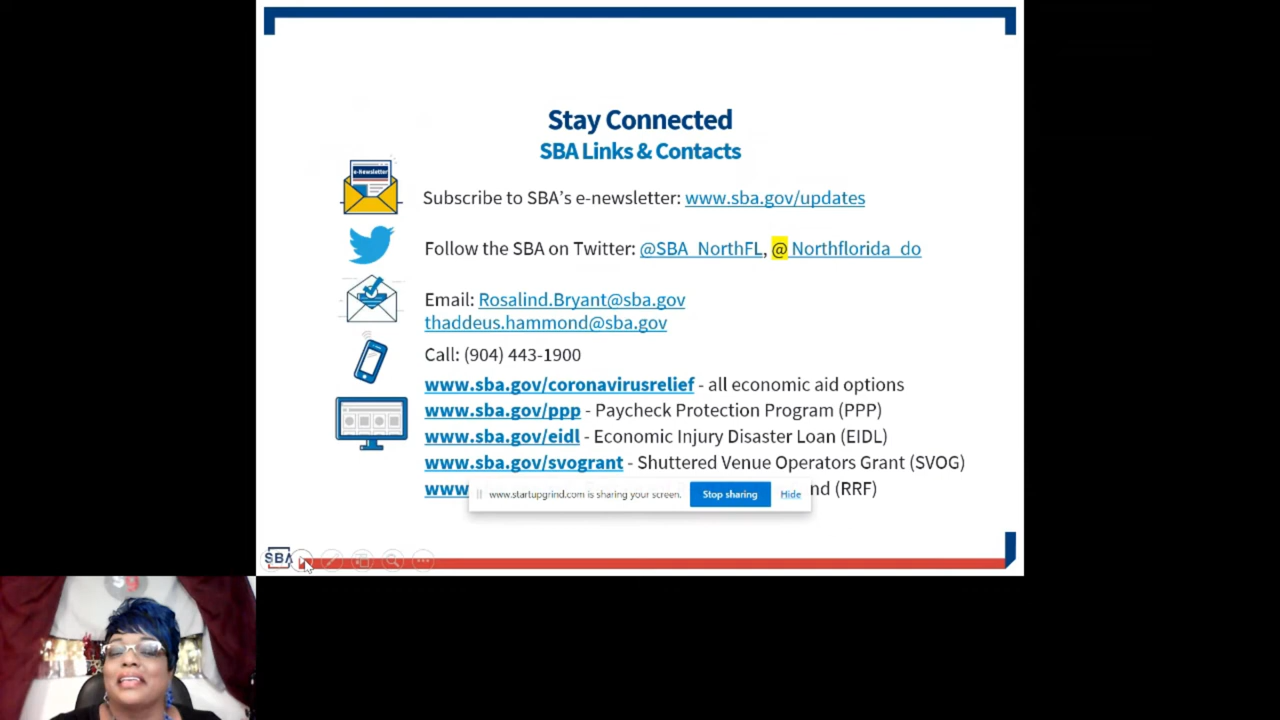 Stay Connected
SBA Links & Contacts
e-Newsletter
Subscribe to SBA's e-newsletter: www.sba.gov/updates
Follow the SBA on Twitter: @SBA_NorthFL, @ Northflorida_do
Email: Rosalind.Bryant@sba.gov
thaddeus.hammond@sba.gov
Call: (904) 443-1900
www.sba.gov/coronavirusrelief - all economic aid options
www.sba.gov/ppp - Paycheck Protection Program (PPP)
www.sba.gov/eidl - Economic Injury Disaster Loan (EIDL)
www.sba.gov/svogrant - Shuttered Venue Operators Grant (SVOG)
www nd (RRF)
www.startupgrind.com is sharing your screen. Stop sharing Hide
SBA
sg